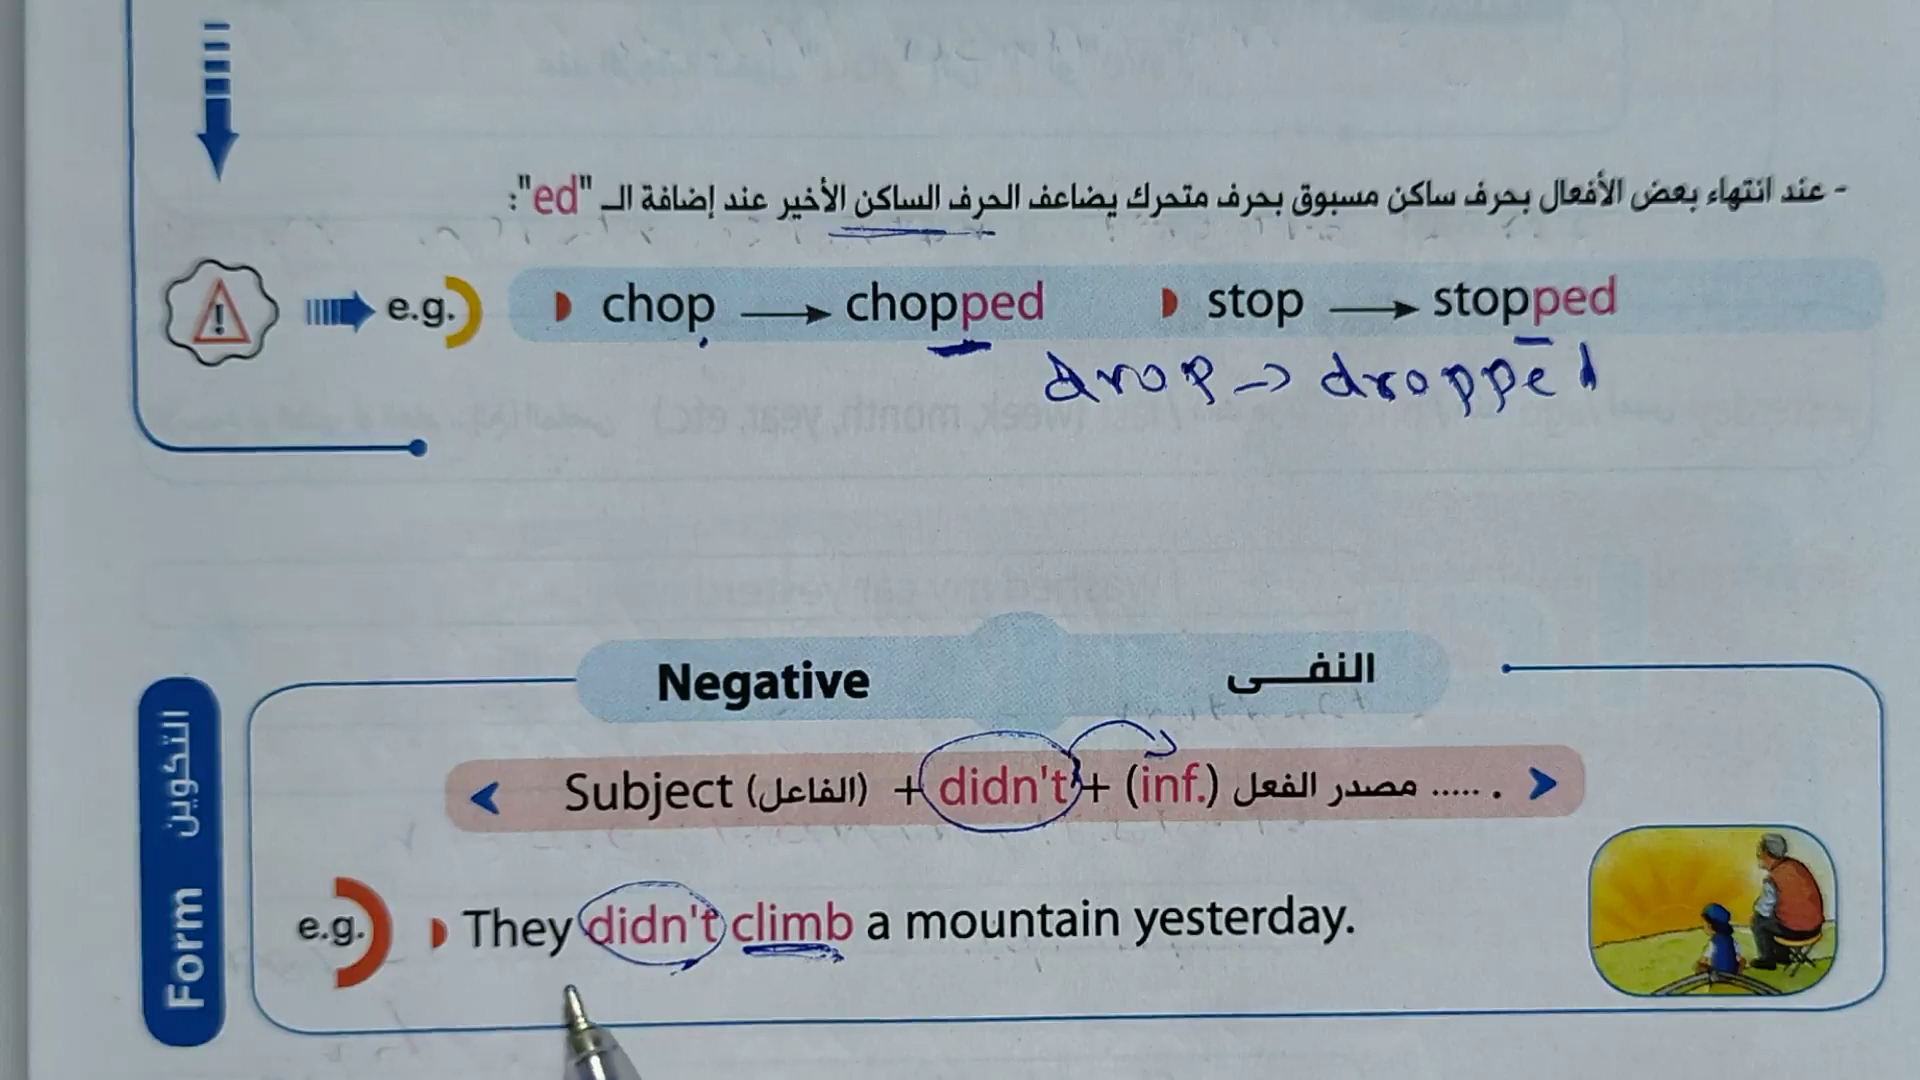 - عند انتهاء بعض الأفعال بحرف ساكن مسبوق بحرف متحرك يضاعف الحرف الساكن الأخير عند إضافة الـ "ed":
e.g. chop → chopped stop → stopped
drop → dropped
Negative النفى
Subject (الفاعل) + didn't + (inf.) مصدر الفعل ..... .
Form التكوين
e.g. They didn't climb a mountain yesterday.